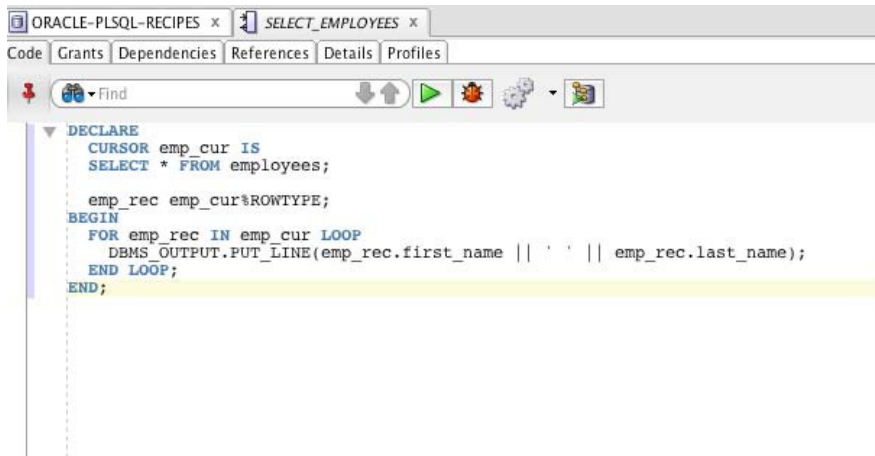 ORACLE-PLSQL-RECIPES x SELECT_EMPLOYEES x
Code Grants Dependencies References Details Profiles
Find
DECLARE
CURSOR emp_cur IS
SELECT * FROM employees;
emp_rec emp_cur%ROWTYPE;
BEGIN
FOR emp_rec IN emp_cur LOOP
DBMS_OUTPUT.PUT_LINE(emp_rec.first_name || ' ' || emp_rec.last_name);
END LOOP;
END;